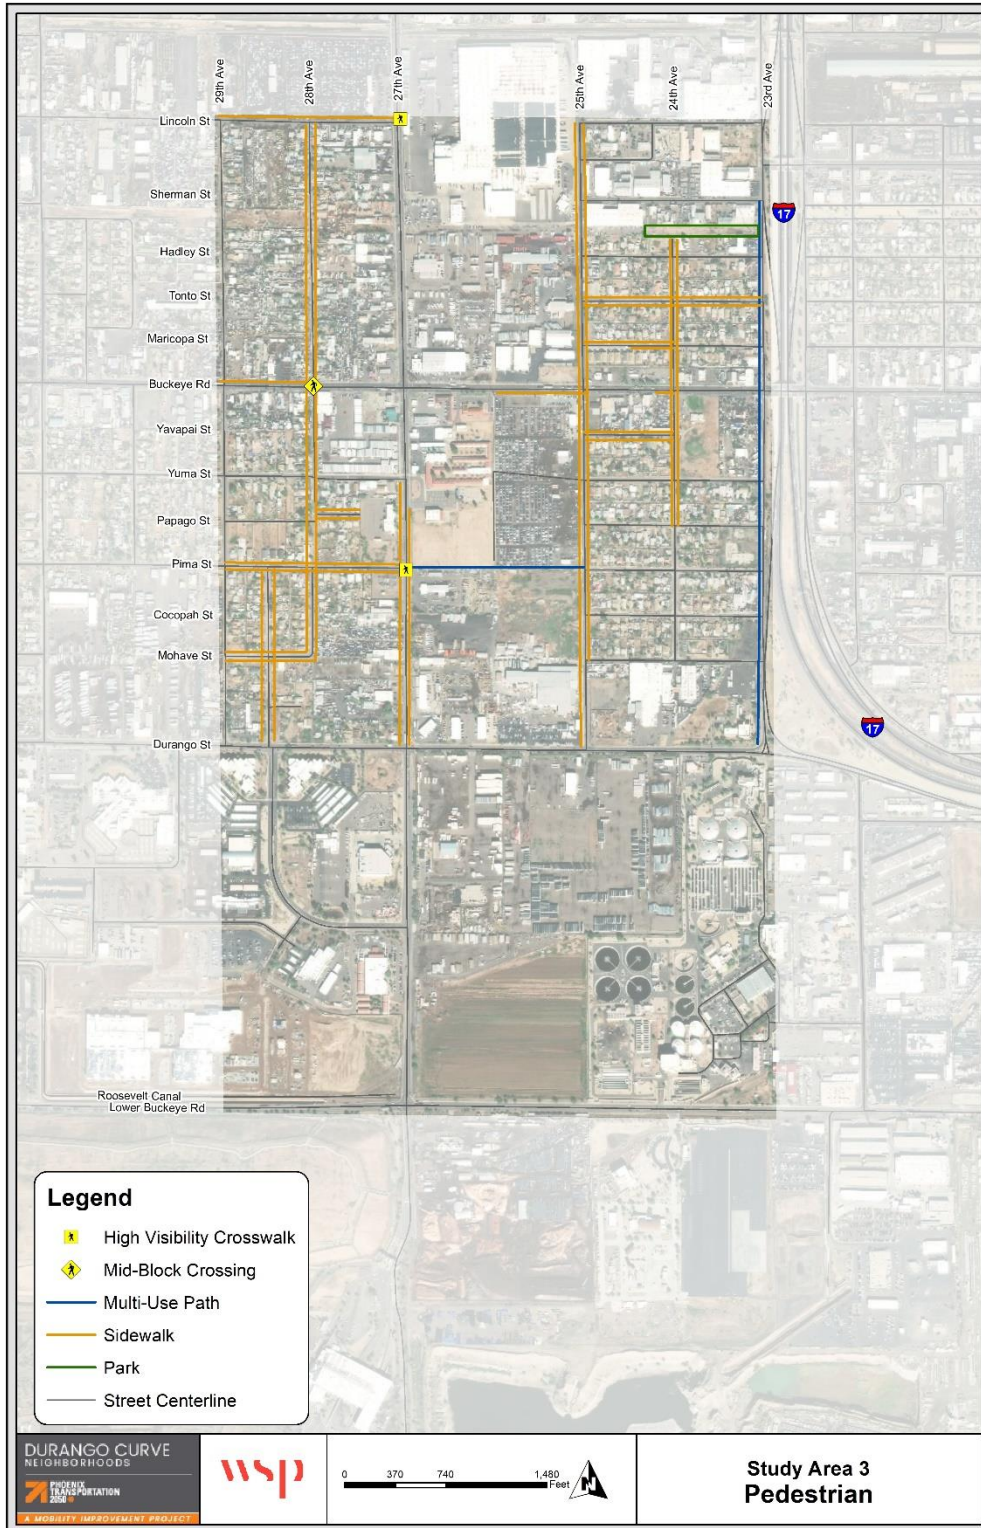 29th Ave
28th Ave
27th Ave
25th Ave
24th Ave
23rd Ave
Lincoln St
Sherman St
17
Hadley St
Tonto St
Maricopa St
Buckeye Rd
Yavapai St
Yuma St
Papago St
Pima St
Cocopah St
Mohave St
17
Durango St
Roosevelt Canal
Lower Buckeye Rd
Legend
High Visibility Crosswalk
Mid-Block Crossing
Multi-Use Path
Sidewalk
Park
Street Centerline
DURANGO CURVE
NEIGHBORHOODS
PHOENIX
TRANSPORTATION
2050
A MOBILITY IMPROVEMENT PROJECT
wsp
0 370 740 1,480
Feet
N
Study Area 3
Pedestrian